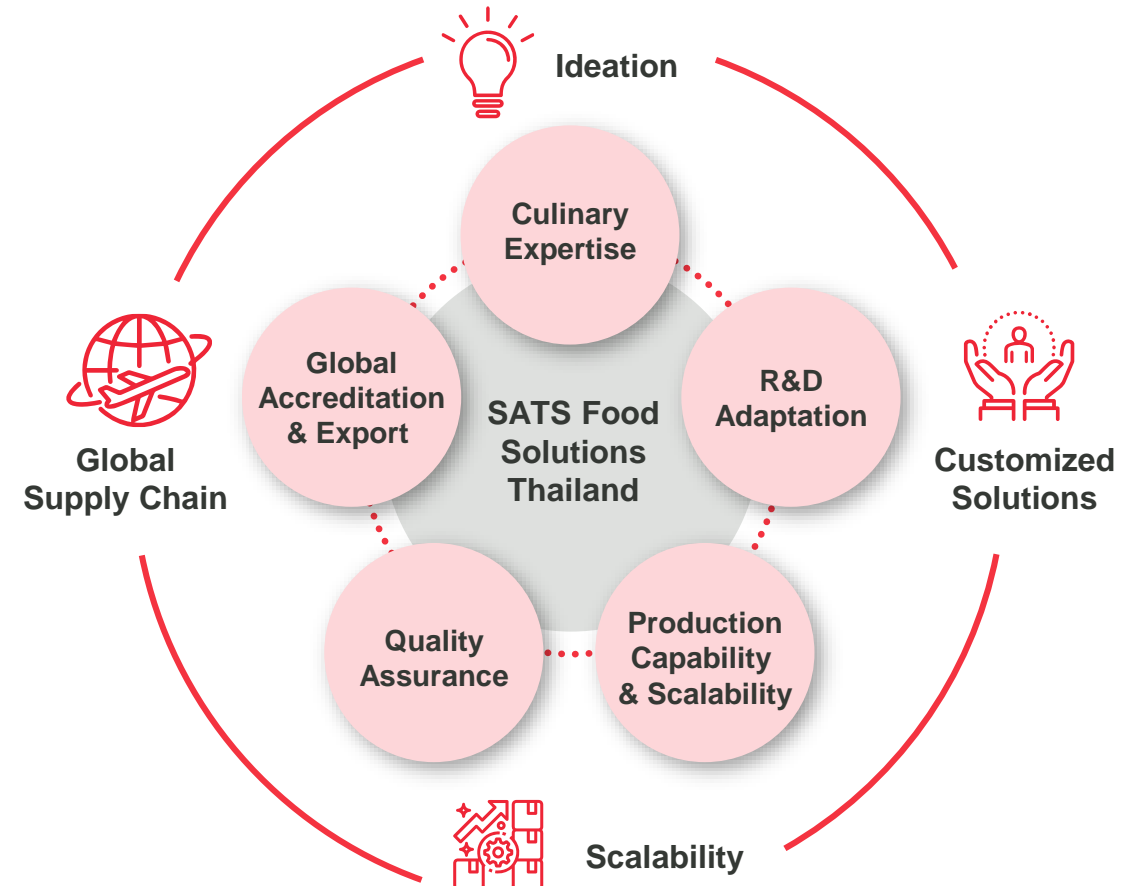 Ideation
Culinary
Expertise
Global
Accreditation
& Export
SATS Food
Solutions
Thailand
R&D
Adaptation
Global
Supply Chain
Customized
Solutions
Quality
Assurance
Production
Capability
& Scalability
Scalability